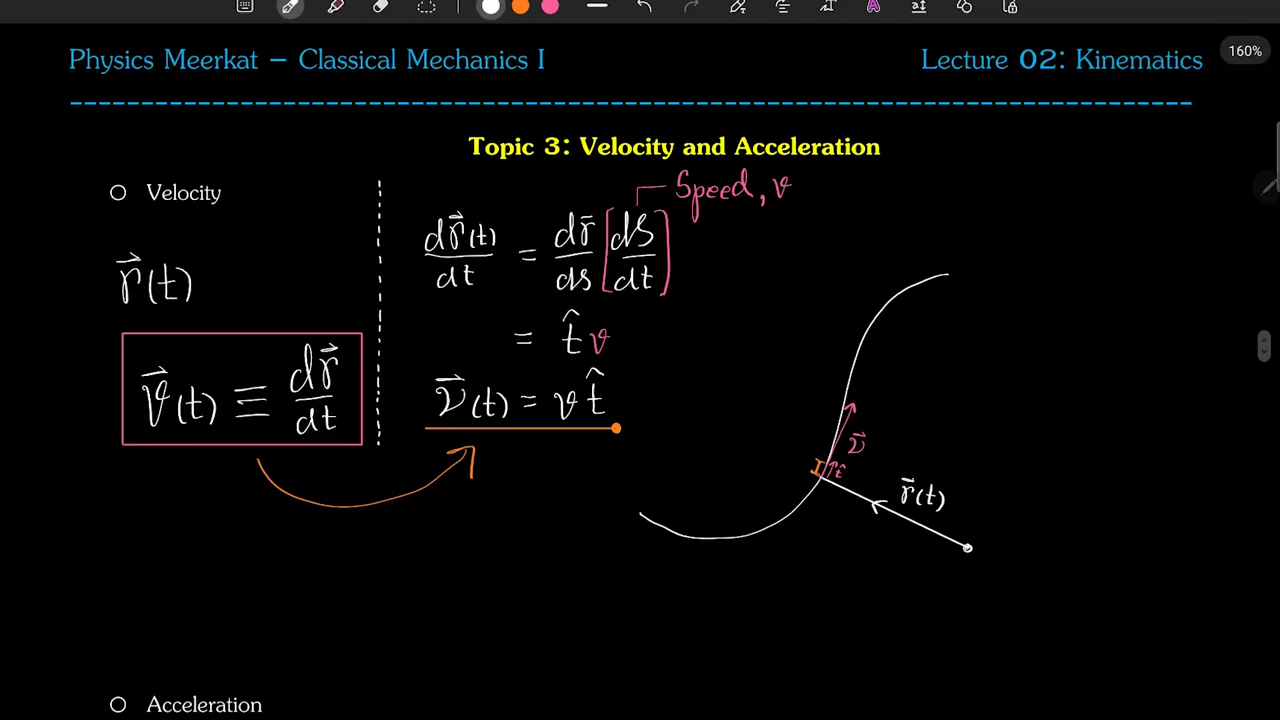 160%
Physics Meerkat – Classical Mechanics I
Lecture 02: Kinematics
Topic 3: Velocity and Acceleration
○ Velocity
Speed, v
r⃗(t)
v⃗(t) ≡ dr⃗/dt
dr⃗(t)/dt = dr̄/ds [ds/dt]
= t̂ v
v⃗(t) = v t̂
v⃗
t̂
r⃗(t)
○ Acceleration